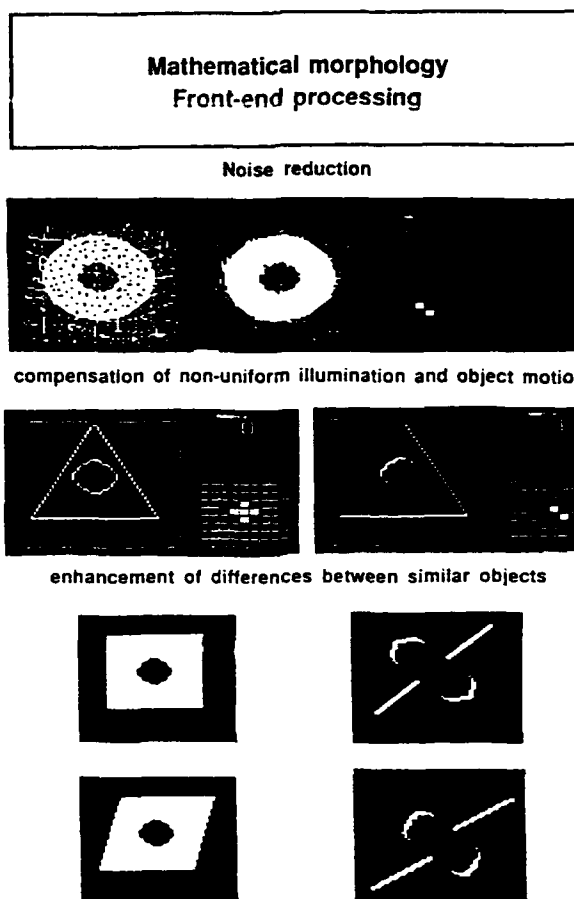 Mathematical morphology
Front-end processing
Noise reduction
compensation of non-uniform illumination and object motio
enhancement of differences between similar objects